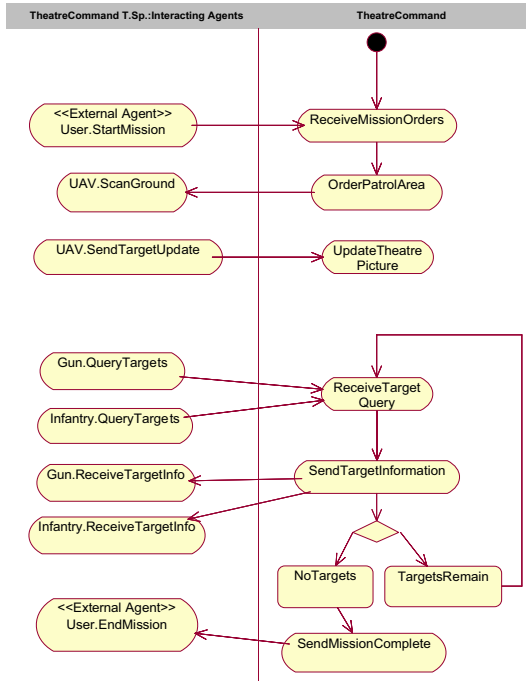 TheatreCommand T.Sp.:Interacting Agents
TheatreCommand
<<External Agent>>
User.StartMission
ReceiveMissionOrders
UAV.ScanGround
OrderPatrolArea
UAV.SendTargetUpdate
UpdateTheatre
Picture
Gun.QueryTargets
Infantry.QueryTargets
ReceiveTarget
Query
Gun.ReceiveTargetInfo
SendTargetInformation
Infantry.ReceiveTargetInfo
NoTargets
TargetsRemain
<<External Agent>>
User.EndMission
SendMissionComplete